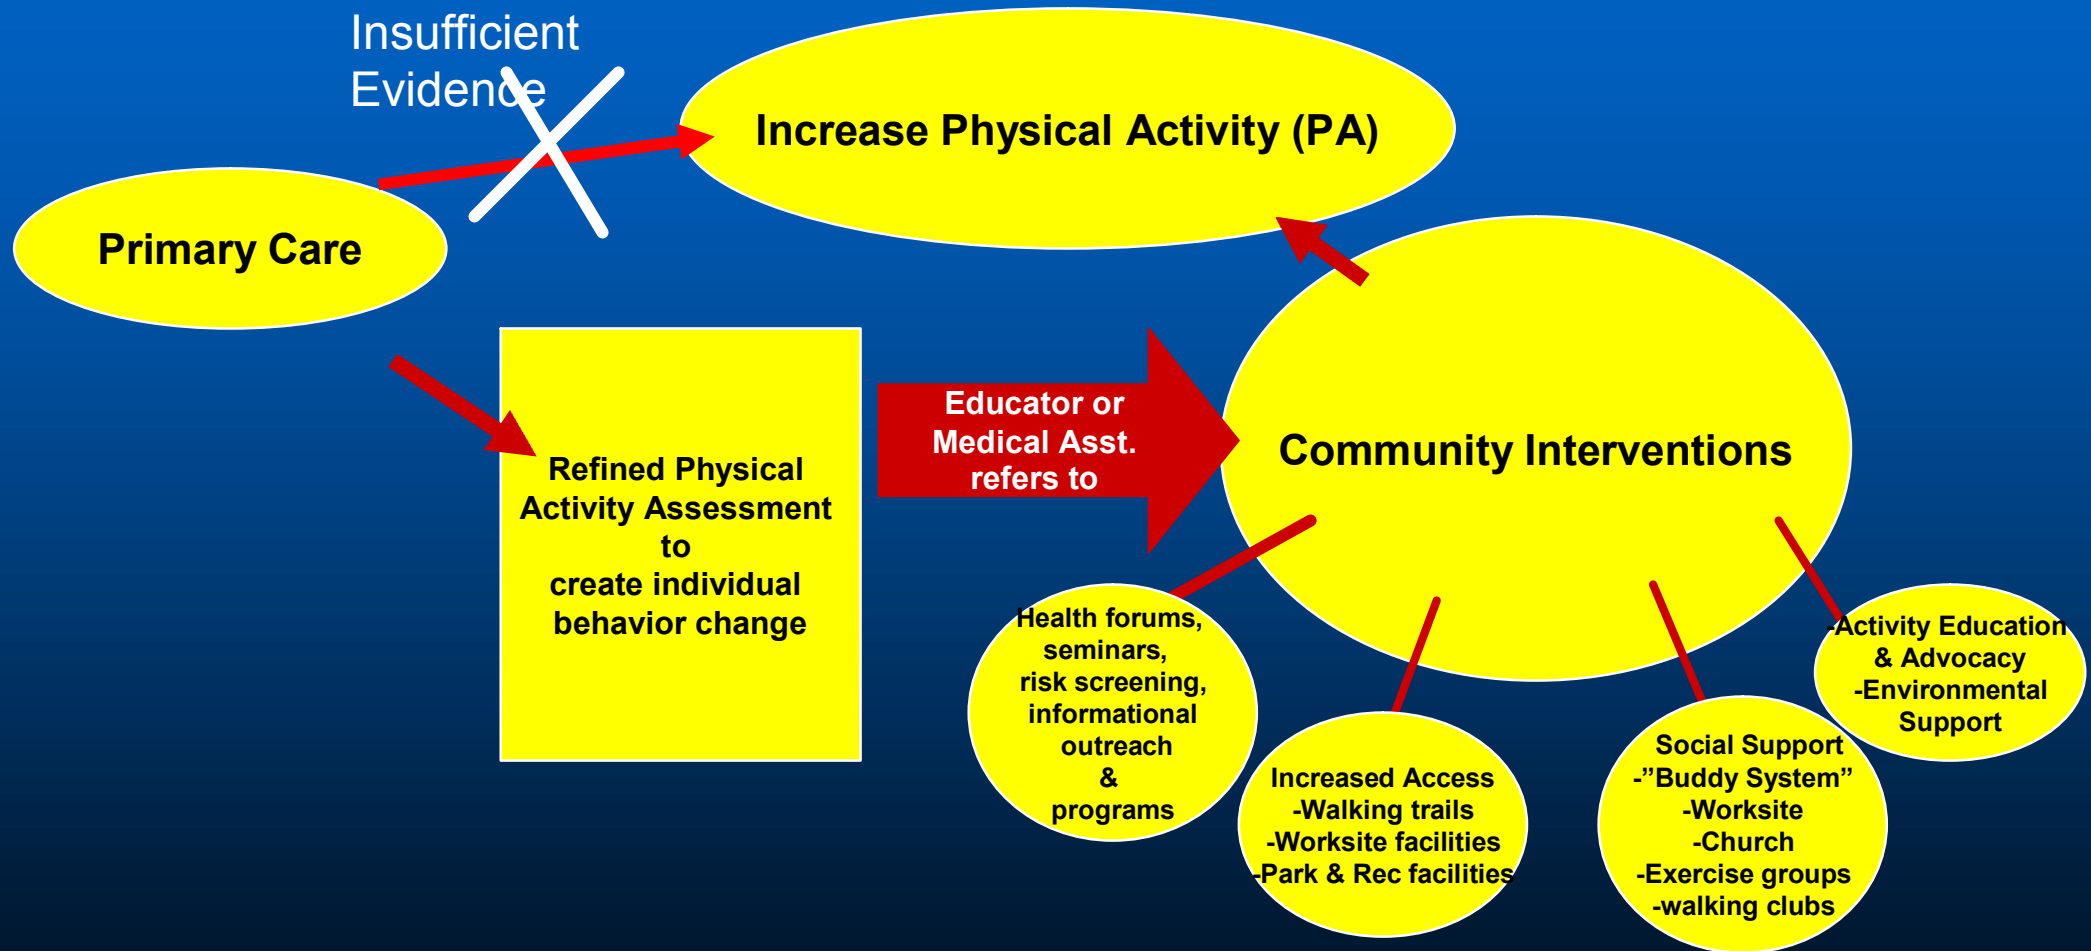 Insufficient
Evidence
Increase Physical Activity (PA)
Primary Care
Refined Physical
Activity Assessment
to
create individual
behavior change
Educator or
Medical Asst.
refers to
Community Interventions
Health forums,
seminars,
risk screening,
informational
outreach
&
programs
Increased Access
-Walking trails
-Worksite facilities
-Park & Rec facilities
Social Support
-”Buddy System”
-Worksite
-Church
-Exercise groups
-walking clubs
-Activity Education
& Advocacy
-Environmental
Support